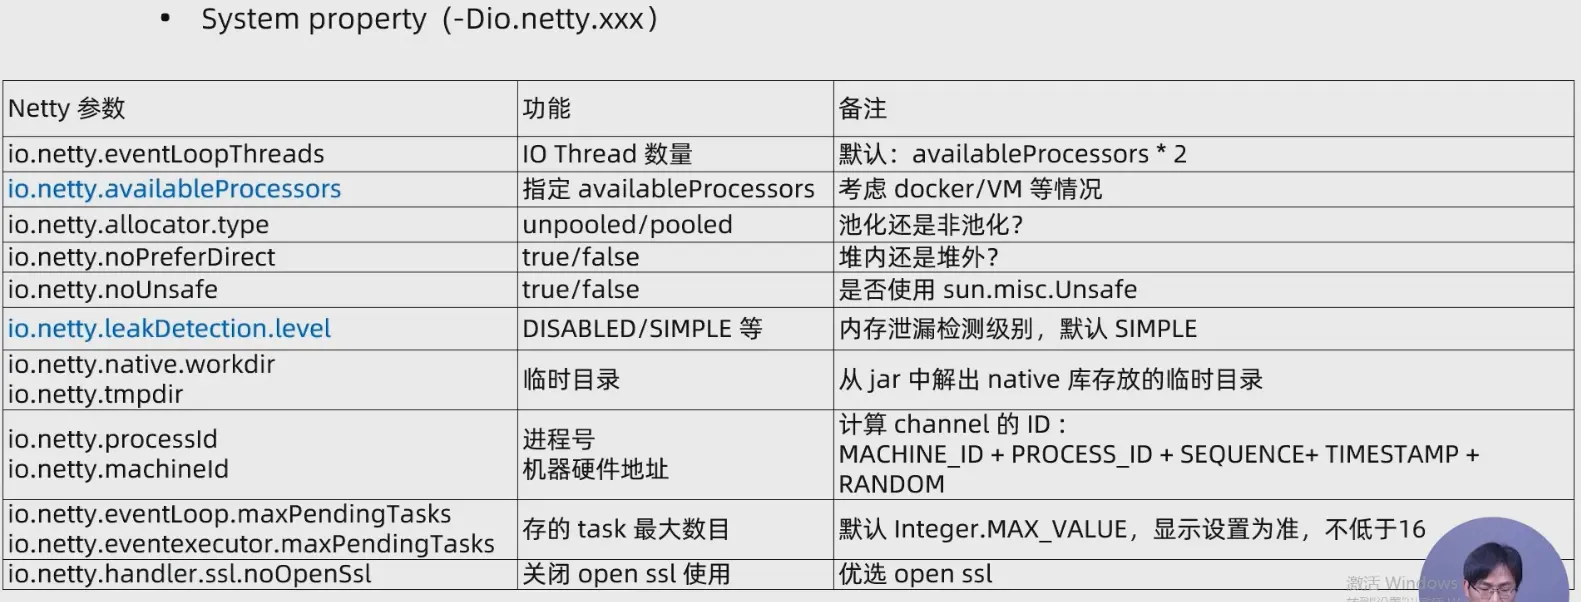 • System property (-Dio.netty.xxx)
Netty 参数 功能 备注
io.netty.eventLoopThreads IO Thread 数量 默认：availableProcessors * 2
io.netty.availableProcessors 指定 availableProcessors 考虑 docker/VM 等情况
io.netty.allocator.type unpooled/pooled 池化还是非池化？
io.netty.noPreferDirect true/false 堆内还是堆外？
io.netty.noUnsafe true/false 是否使用 sun.misc.Unsafe
io.netty.leakDetection.level DISABLED/SIMPLE 等 内存泄漏检测级别，默认 SIMPLE
io.netty.native.workdir
io.netty.tmpdir
临时目录
从 jar 中解出 native 库存放的临时目录
io.netty.processId
io.netty.machineId
进程号
机器硬件地址
计算 channel 的 ID：
MACHINE_ID + PROCESS_ID + SEQUENCE+ TIMESTAMP +
RANDOM
io.netty.eventLoop.maxPendingTasks
io.netty.eventexecutor.maxPendingTasks
存的 task 最大数目
默认 Integer.MAX_VALUE，显示设置为准，不低于16
io.netty.handler.ssl.noOpenSsl 关闭 open ssl 使用 优选 open ssl
激活 Windows